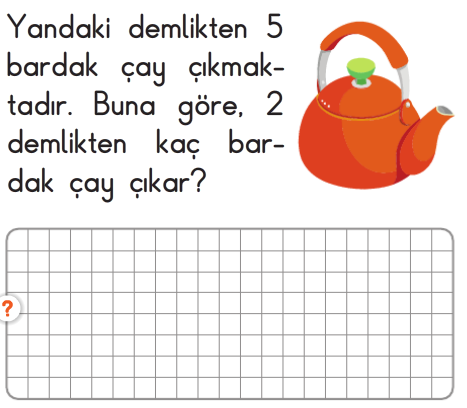 Yandaki demlikten 5
bardak çay çıkmak-
tadır. Buna göre, 2
demlikten kaç bar-
dak çay çıkar?
?